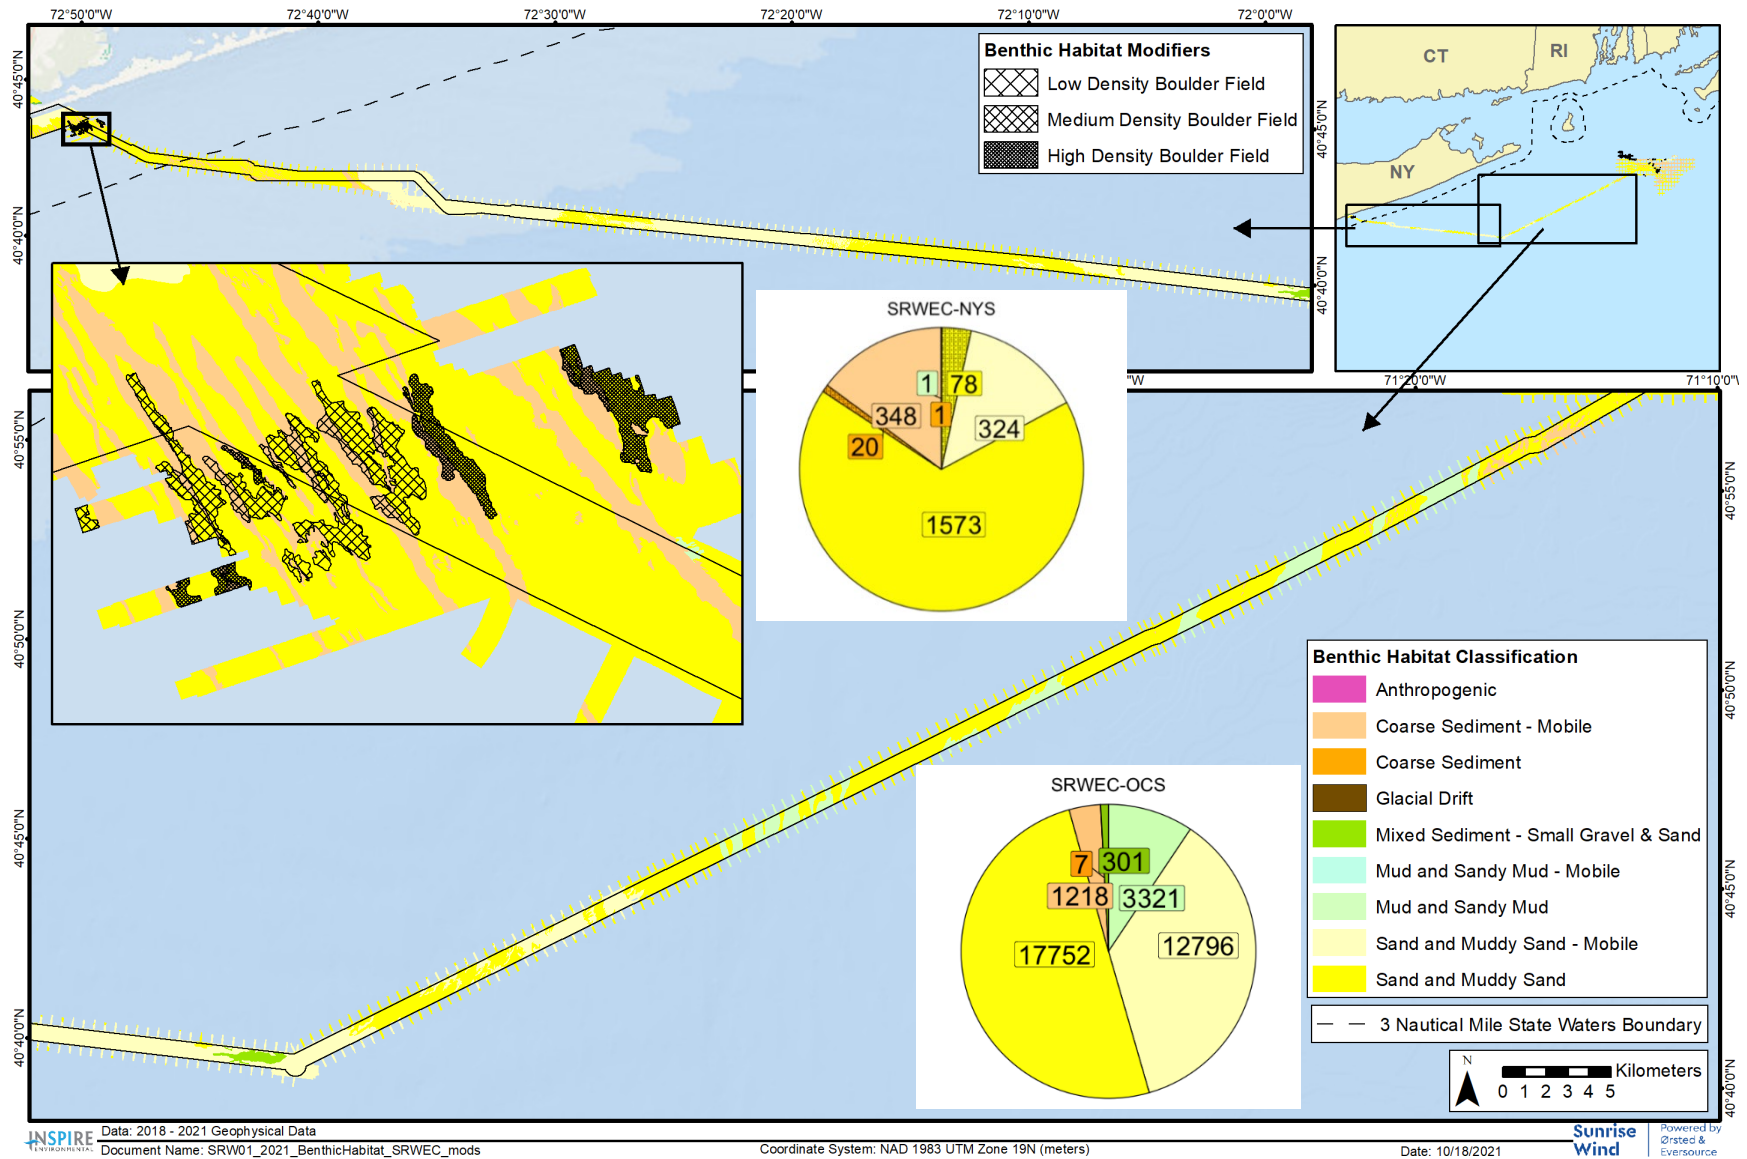 72°50'0"W
72°40'0"W
72°30'0"W
72°20'0"W
72°10'0"W
72°0'0"W
40°45'0"N
40°40'0"N
Benthic Habitat Modifiers
Low Density Boulder Field
Medium Density Boulder Field
High Density Boulder Field
40°45'0"N
40°40'0"N
CT
RI
NY
"W
71°20'0"W
71°10'0"W
SRWEC-NYS
1
78
348
1
324
20
1573
40°55'0"N
40°50'0"N
40°45'0"N
40°40'0"N
40°55'0"N
40°50'0"N
40°45'0"N
40°40'0"N
SRWEC-OCS
7
301
1218
3321
17752
12796
Benthic Habitat Classification
Anthropogenic
Coarse Sediment - Mobile
Coarse Sediment
Glacial Drift
Mixed Sediment - Small Gravel & Sand
Mud and Sandy Mud - Mobile
Mud and Sandy Mud
Sand and Muddy Sand - Mobile
Sand and Muddy Sand
3 Nautical Mile State Waters Boundary
N
Kilometers
0 1 2 3 4 5
INSPIRE
ENVIRONMENTAL
Data: 2018 - 2021 Geophysical Data
Document Name: SRW01_2021_BenthicHabitat_SRWEC_mods
Coordinate System: NAD 1983 UTM Zone 19N (meters)
Date: 10/18/2021
Sunrise
Wind
Powered by
Ørsted &
Eversource